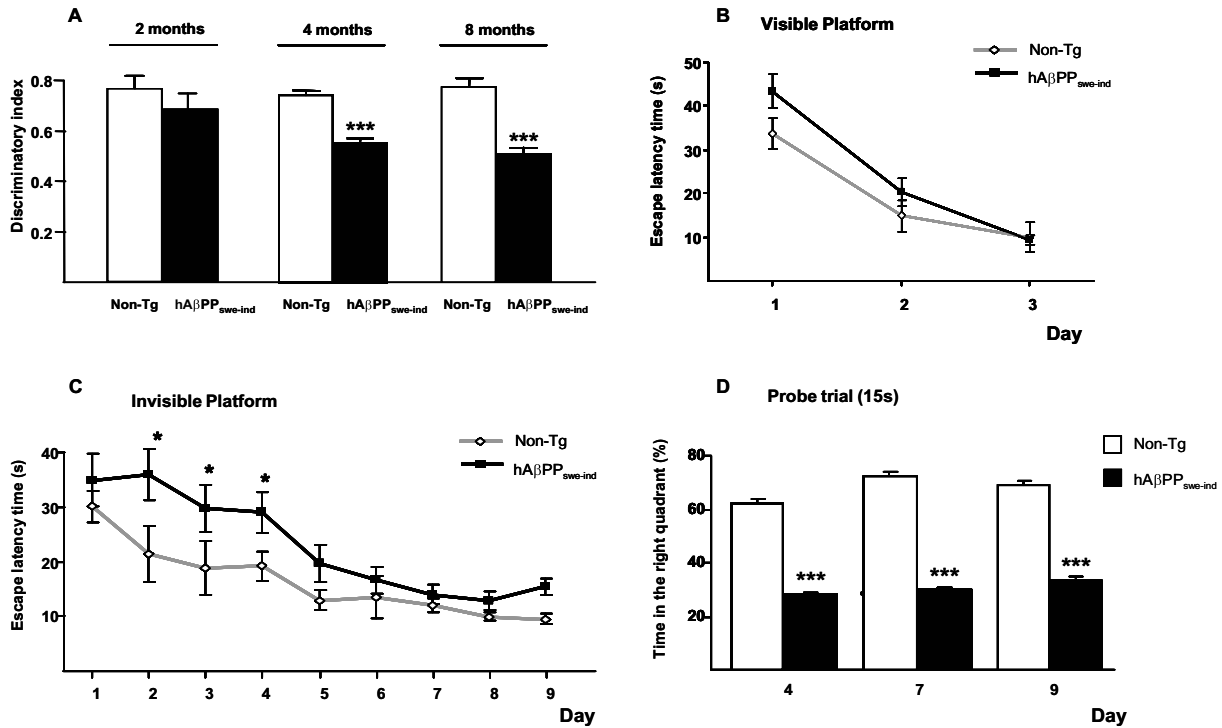 A
2 months 4 months 8 months
Discriminatory index
0.8
0.6
0.4
0.2
***
***
Non-Tg hAβPPswe-ind Non-Tg hAβPPswe-ind Non-Tg hAβPPswe-ind
B
Visible Platform
Non-Tg
hAβPPswe-ind
Escape latency time (s)
50
40
30
20
10
1 2 3
Day
C
Invisible Platform
Non-Tg
hAβPPswe-ind
Escape latency time (s)
40
30
20
10
*
*
*
1 2 3 4 5 6 7 8 9
Day
D
Probe trial (15s)
Non-Tg
hAβPPswe-ind
Time in the right quadrant (%)
80
60
40
20
***
***
***
4 7 9
Day